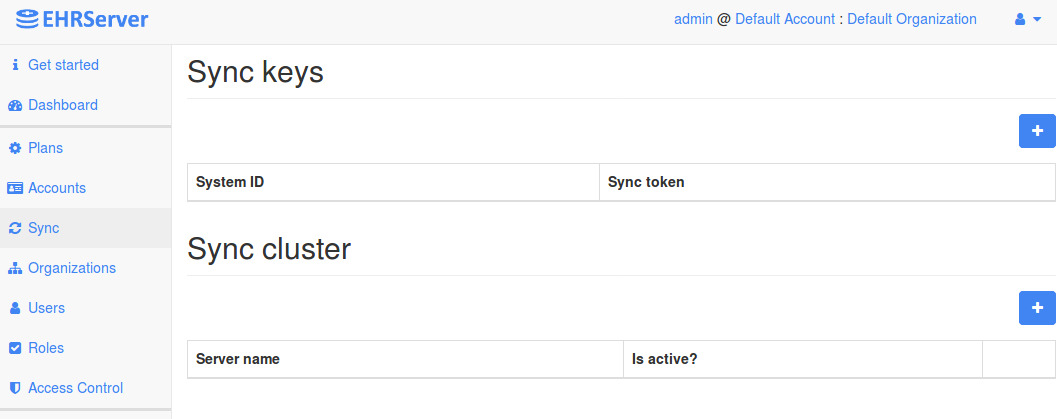 EHRServer
admin @ Default Account : Default Organization
Get started
Dashboard
Plans
Accounts
Sync
Organizations
Users
Roles
Access Control
Sync keys
+
System ID Sync token
Sync cluster
+
Server name Is active?